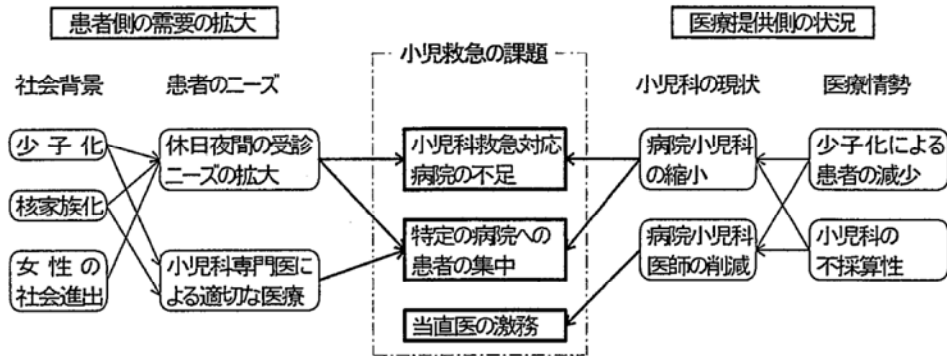 患者側の需要の拡大
医療提供側の状況
小児救急の課題
社会背景
患者のニーズ
小児科の現状
医療情勢
少子化
核家族化
女性の
社会進出
休日夜間の受診
ニーズの拡大
小児科専門医に
よる適切な医療
小児科救急対応
病院の不足
特定の病院への
患者の集中
当直医の激務
病院小児科
の縮小
病院小児科
医師の削減
少子化による
患者の減少
小児科の
不採算性